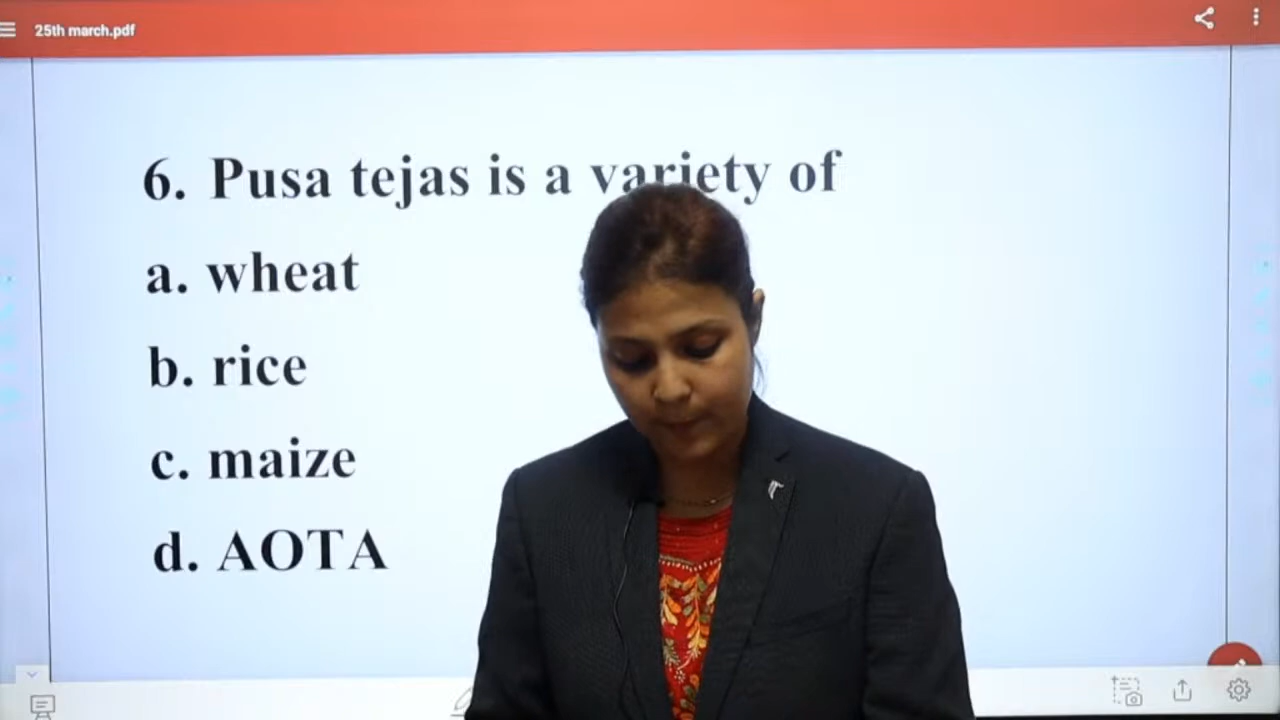 25th march.pdf
6. Pusa tejas is a variety of
a. wheat
b. rice
c. maize
d. AOTA